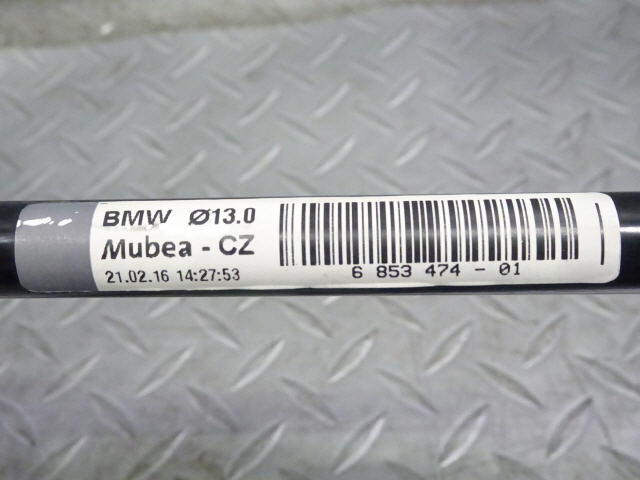 BMW Ø13.0
Mubea - CZ
21.02.16 14:27:53
6 853 474 - 01